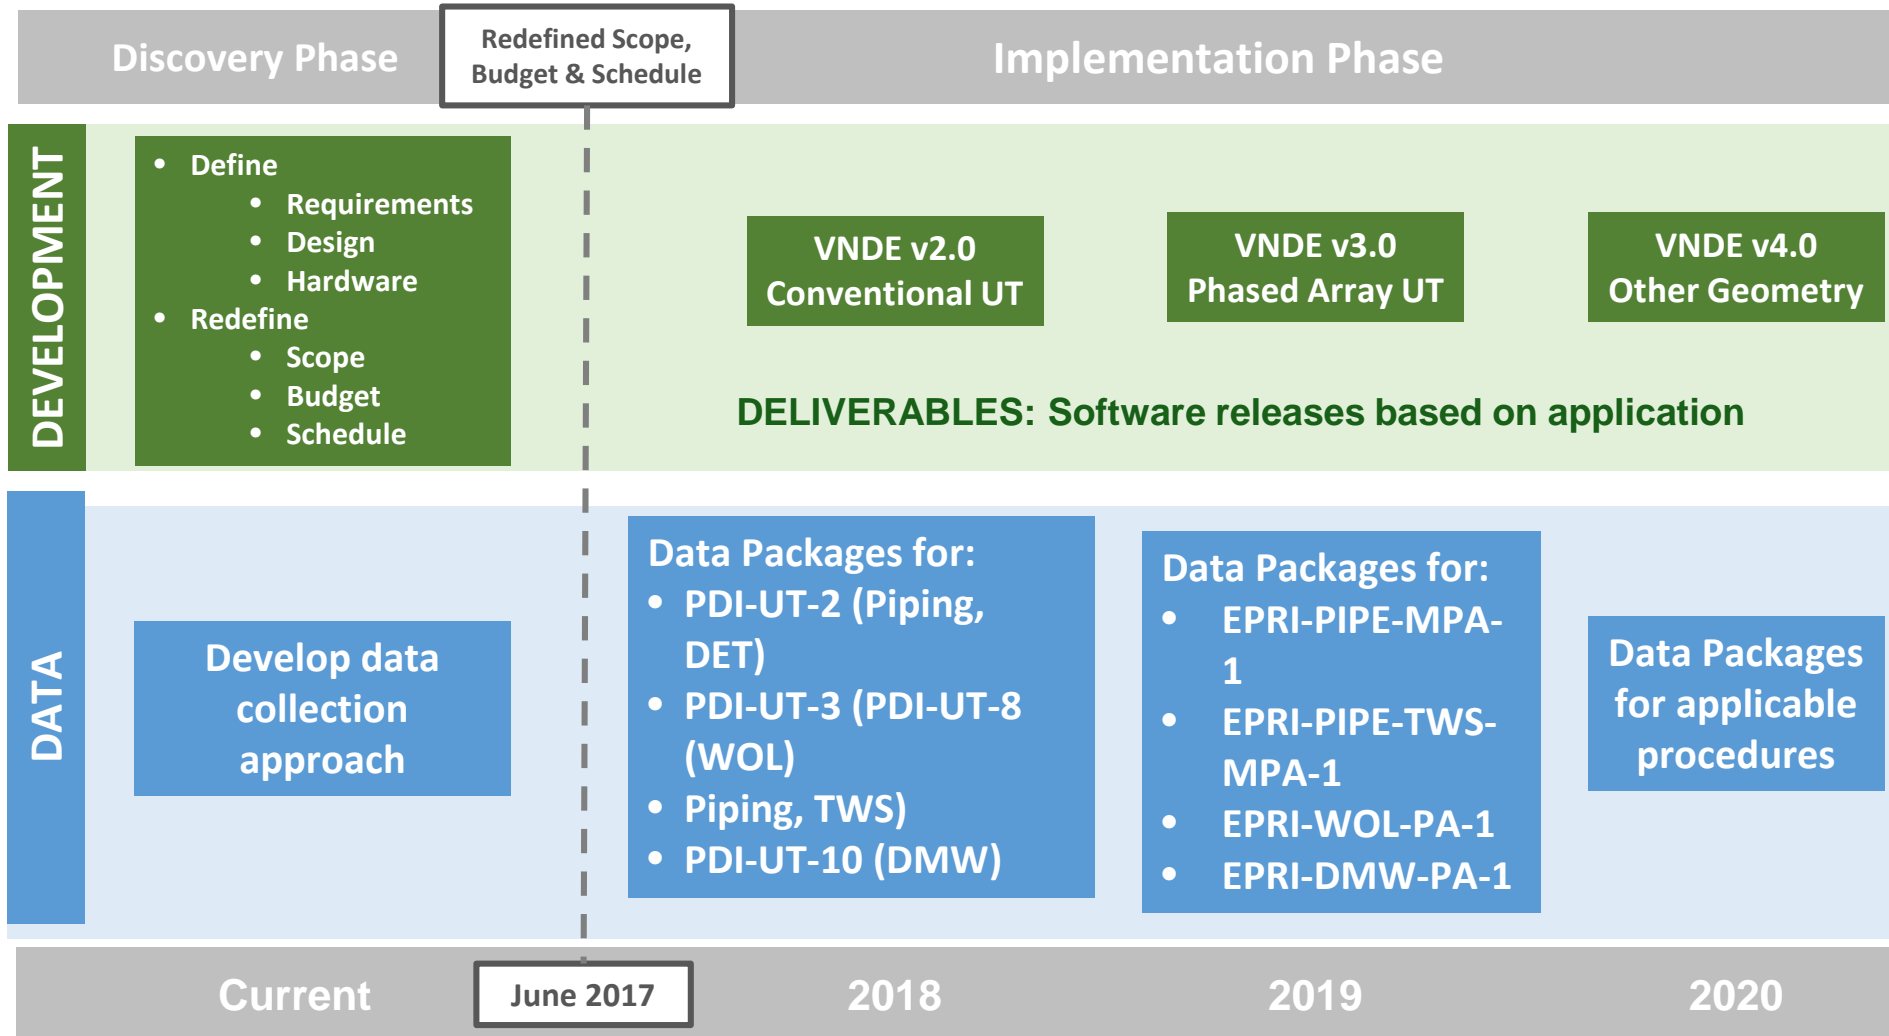 Discovery Phase
Redefined Scope,
Budget & Schedule
Implementation Phase
DEVELOPMENT
• Define
• Requirements
• Design
• Hardware
• Redefine
• Scope
• Budget
• Schedule
VNDE v2.0
Conventional UT
VNDE v3.0
Phased Array UT
VNDE v4.0
Other Geometry
DELIVERABLES: Software releases based on application
DATA
Develop data
collection
approach
Data Packages for:
• PDI-UT-2 (Piping,
DET)
• PDI-UT-3 (PDI-UT-8
(WOL)
• Piping, TWS)
• PDI-UT-10 (DMW)
Data Packages for:
• EPRI-PIPE-MPA-
1
• EPRI-PIPE-TWS-
MPA-1
• EPRI-WOL-PA-1
• EPRI-DMW-PA-1
Data Packages
for applicable
procedures
Current
June 2017
2018
2019
2020